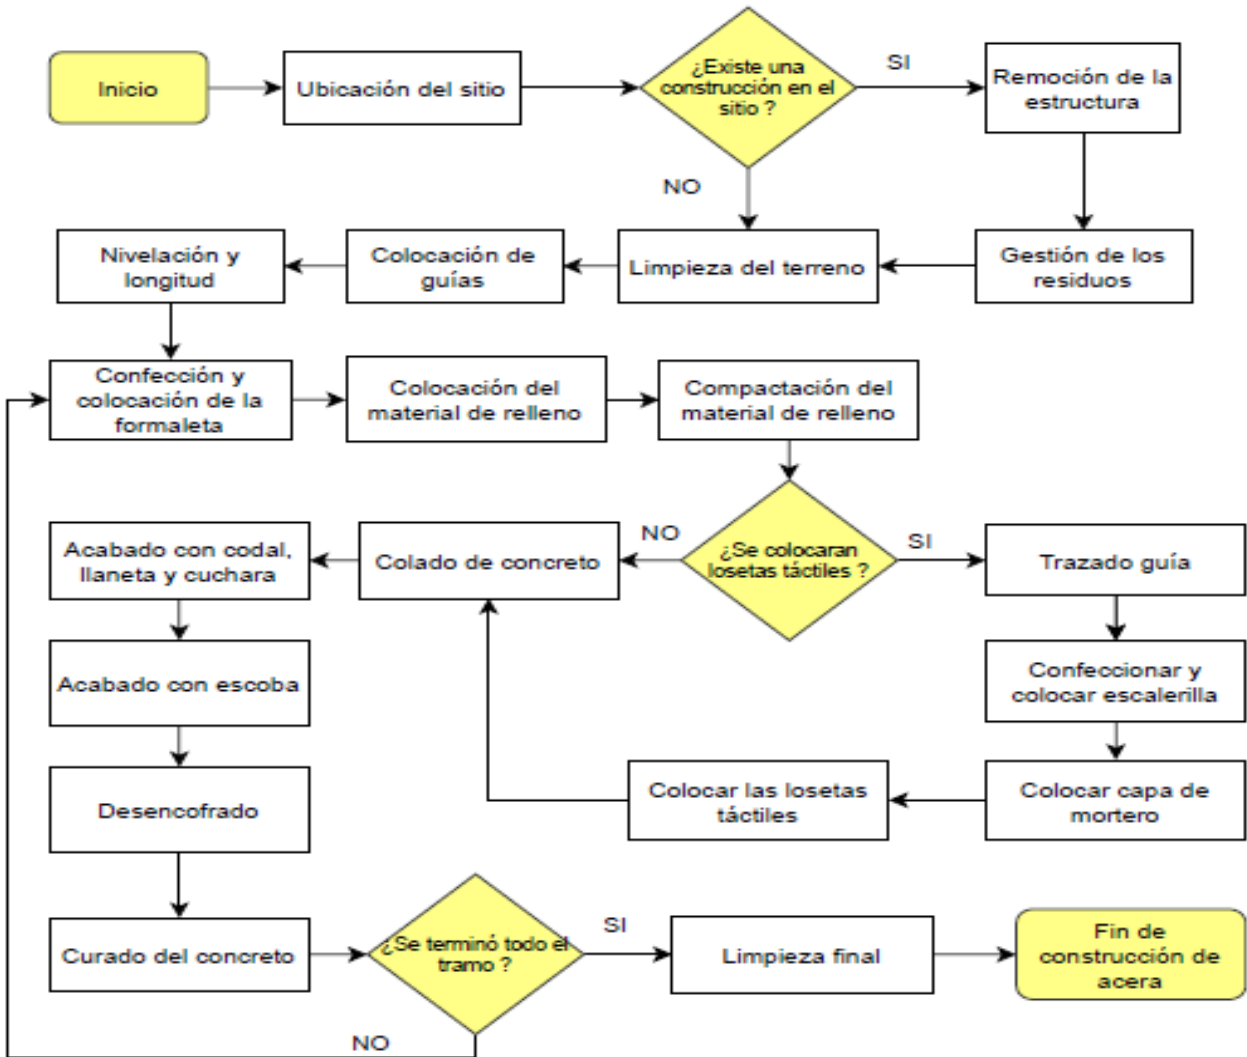 Inicio
Ubicación del sitio
¿Existe una
construcción en el
sitio ?
SI
Remoción de la
estructura
NO
Nivelación y
longitud
Colocación de
guías
Limpieza del terreno
Gestión de los
residuos
Confección y
colocación de la
formaleta
Colocación del
material de relleno
Compactación del
material de relleno
Acabado con codal,
llaneta y cuchara
Colado de concreto
NO
¿Se colocaran
losetas táctiles ?
SI
Trazado guía
Acabado con escoba
Confeccionar y
colocar escalerilla
Desencofrado
Colocar las losetas
táctiles
Colocar capa de
mortero
Curado del concreto
¿Se terminó todo el
tramo ?
SI
Limpieza final
Fin de
construcción de
acera
NO